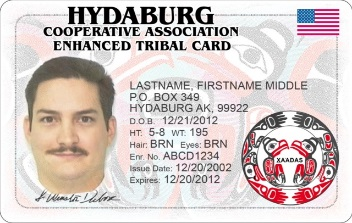 HYDABURG
COOPERATIVE ASSOCIATION
ENHANCED TRIBAL CARD
LASTNAME, FIRSTNAME MIDDLE
P.O. BOX 349
HYDABURG AK, 99922
D.O.B. 12/21/2012
HT: 5-8 WT: 195
Hair: BRN Eyes: BRN
Enr. No. ABCD1234
Issue Date: 12/20/2002
Expires: 12/20/2012
XAADAS